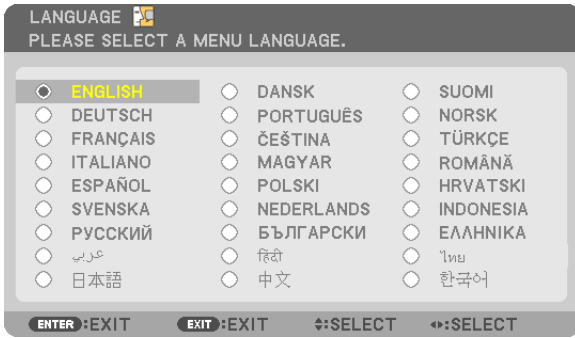 LANGUAGE
PLEASE SELECT A MENU LANGUAGE.
ENGLISH DANSK SUOMI
DEUTSCH PORTUGUÊS NORSK
FRANÇAIS ČEŠTINA TÜRKÇE
ITALIANO MAGYAR ROMÂNĂ
ESPAÑOL POLSKI HRVATSKI
SVENSKA NEDERLANDS INDONESIA
РУССКИЙ БЪЛГАРСКИ ΕΛΛΗΝΙΚΑ
عربي हिंदी ไทย
日本語 中文 한국어
ENTER:EXIT EXIT:EXIT :SELECT :SELECT